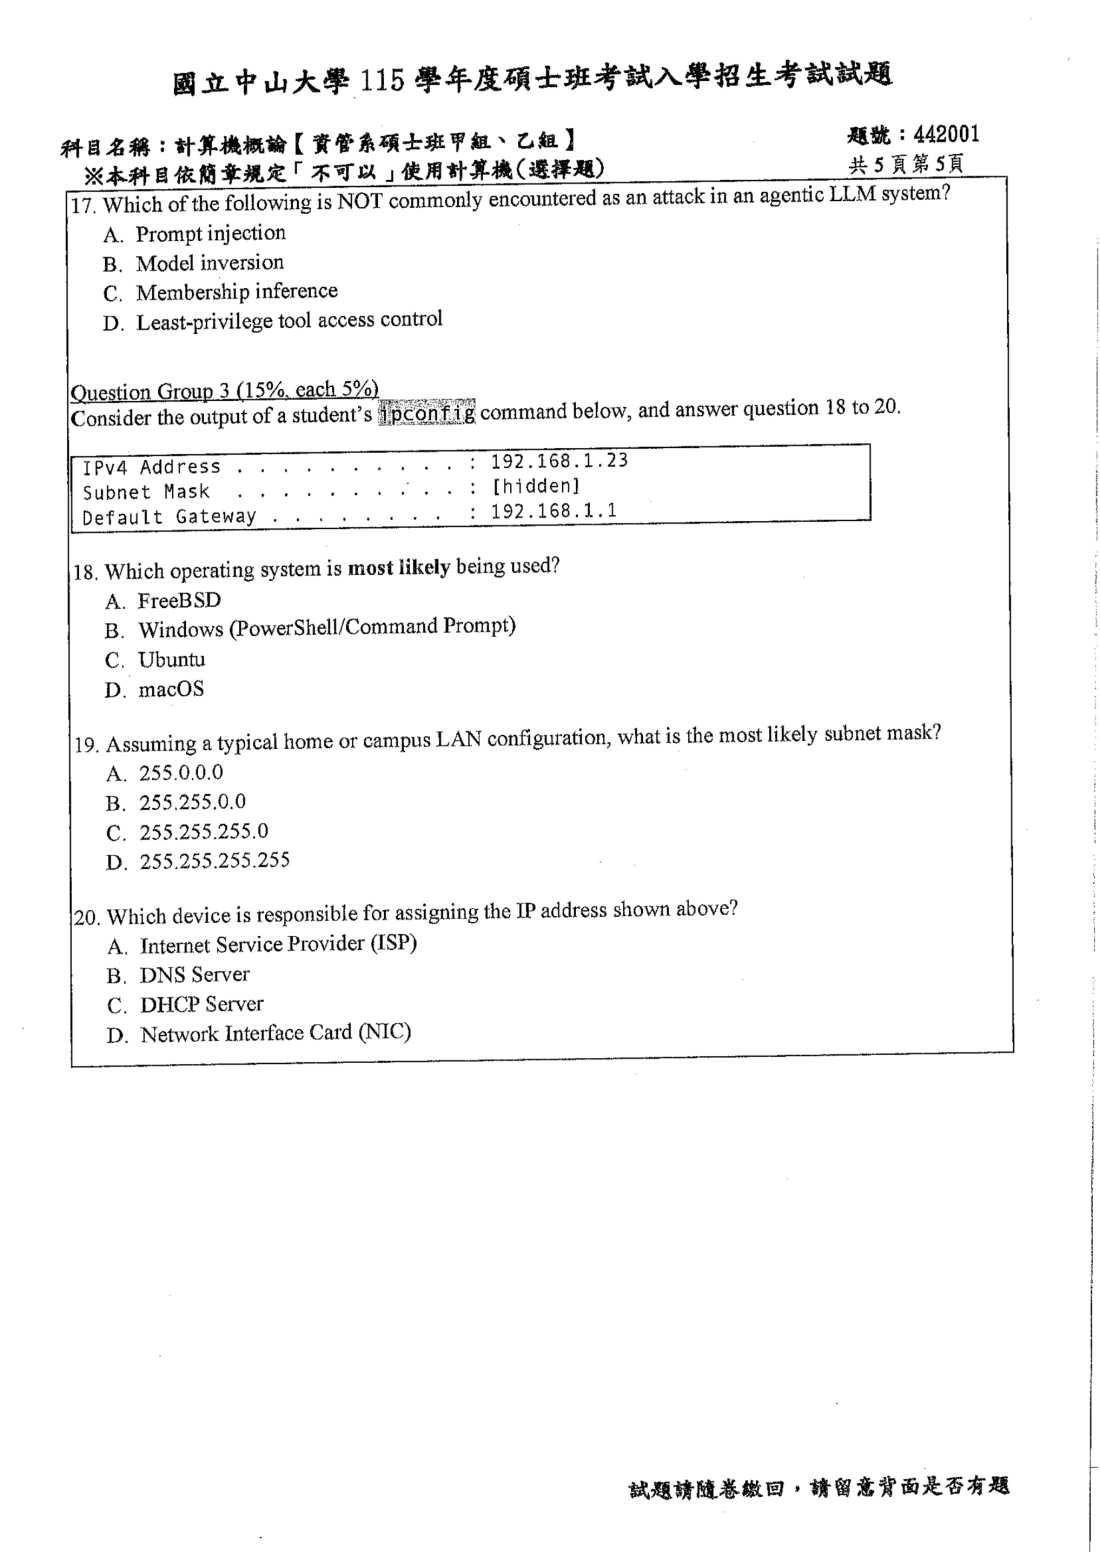 國立中山大學 115 學年度碩士班考試入學招生考試試題
科目名稱：計算機概論【資管系碩士班甲組、乙組】
題號：442001
※本科目依簡章規定「不可以」使用計算機(選擇題)
共 5 頁第 5 頁
17. Which of the following is NOT commonly encountered as an attack in an agentic LLM system?
A. Prompt injection
B. Model inversion
C. Membership inference
D. Least-privilege tool access control
Question Group 3 (15%, each 5%)
Consider the output of a student's ipconfig command below, and answer question 18 to 20.
IPv4 Address . . . . . . . . . . . : 192.168.1.23
Subnet Mask . . . . . . . . . . . : [hidden]
Default Gateway . . . . . . . . . : 192.168.1.1
18. Which operating system is most likely being used?
A. FreeBSD
B. Windows (PowerShell/Command Prompt)
C. Ubuntu
D. macOS
19. Assuming a typical home or campus LAN configuration, what is the most likely subnet mask?
A. 255.0.0.0
B. 255.255.0.0
C. 255.255.255.0
D. 255.255.255.255
20. Which device is responsible for assigning the IP address shown above?
A. Internet Service Provider (ISP)
B. DNS Server
C. DHCP Server
D. Network Interface Card (NIC)
試題請隨卷繳回，請留意背面是否有題